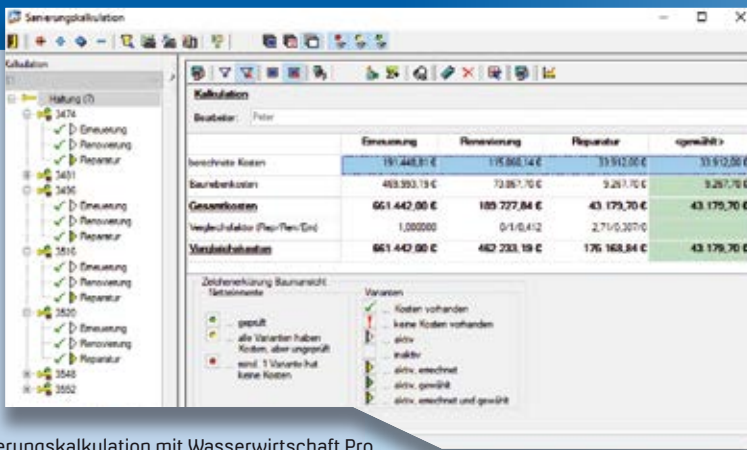 Sanierungskalkulation
Kalkulation
Haltung (7)
3474
Erneuerung
Renovierung
Reparatur
3481
3496
Erneuerung
Renovierung
Reparatur
3516
Erneuerung
Renovierung
Reparatur
3520
Erneuerung
Renovierung
Reparatur
3548
3552
Kalkulation
Bearbeiter: Peter
Erneuerung Renovierung Reparatur <gewählt>
berechnete Kosten 191.448,81 € 115.860,14 € 33.912,00 € 33.912,00 €
Baunebenkosten 469.993,19 € 73.867,70 € 9.267,70 € 9.267,70 €
Gesamtkosten 661.442,00 € 189.727,84 € 43.179,70 € 43.179,70 €
Vergleichsfaktor (Rep/Ren/Ern) 1,000000 0/1/0,412 2,71/0,307/0
Vergleichskosten 661.442,00 € 462.233,19 € 176.168,84 € 43.179,70 €
Zeichenerklärung Baumansicht
Netzelemente
... geprüft
... alle Varianten haben
Kosten, aber ungeprüft
... mind. 1 Variante hat
keine Kosten
Varianten
... Kosten vorhanden
... keine Kosten vorhanden
... aktiv
... inaktiv
... aktiv, errechnet
... aktiv, gewählt
... aktiv, errechnet und gewählt
erungskalkulation mit Wasserwirtschaft Pro